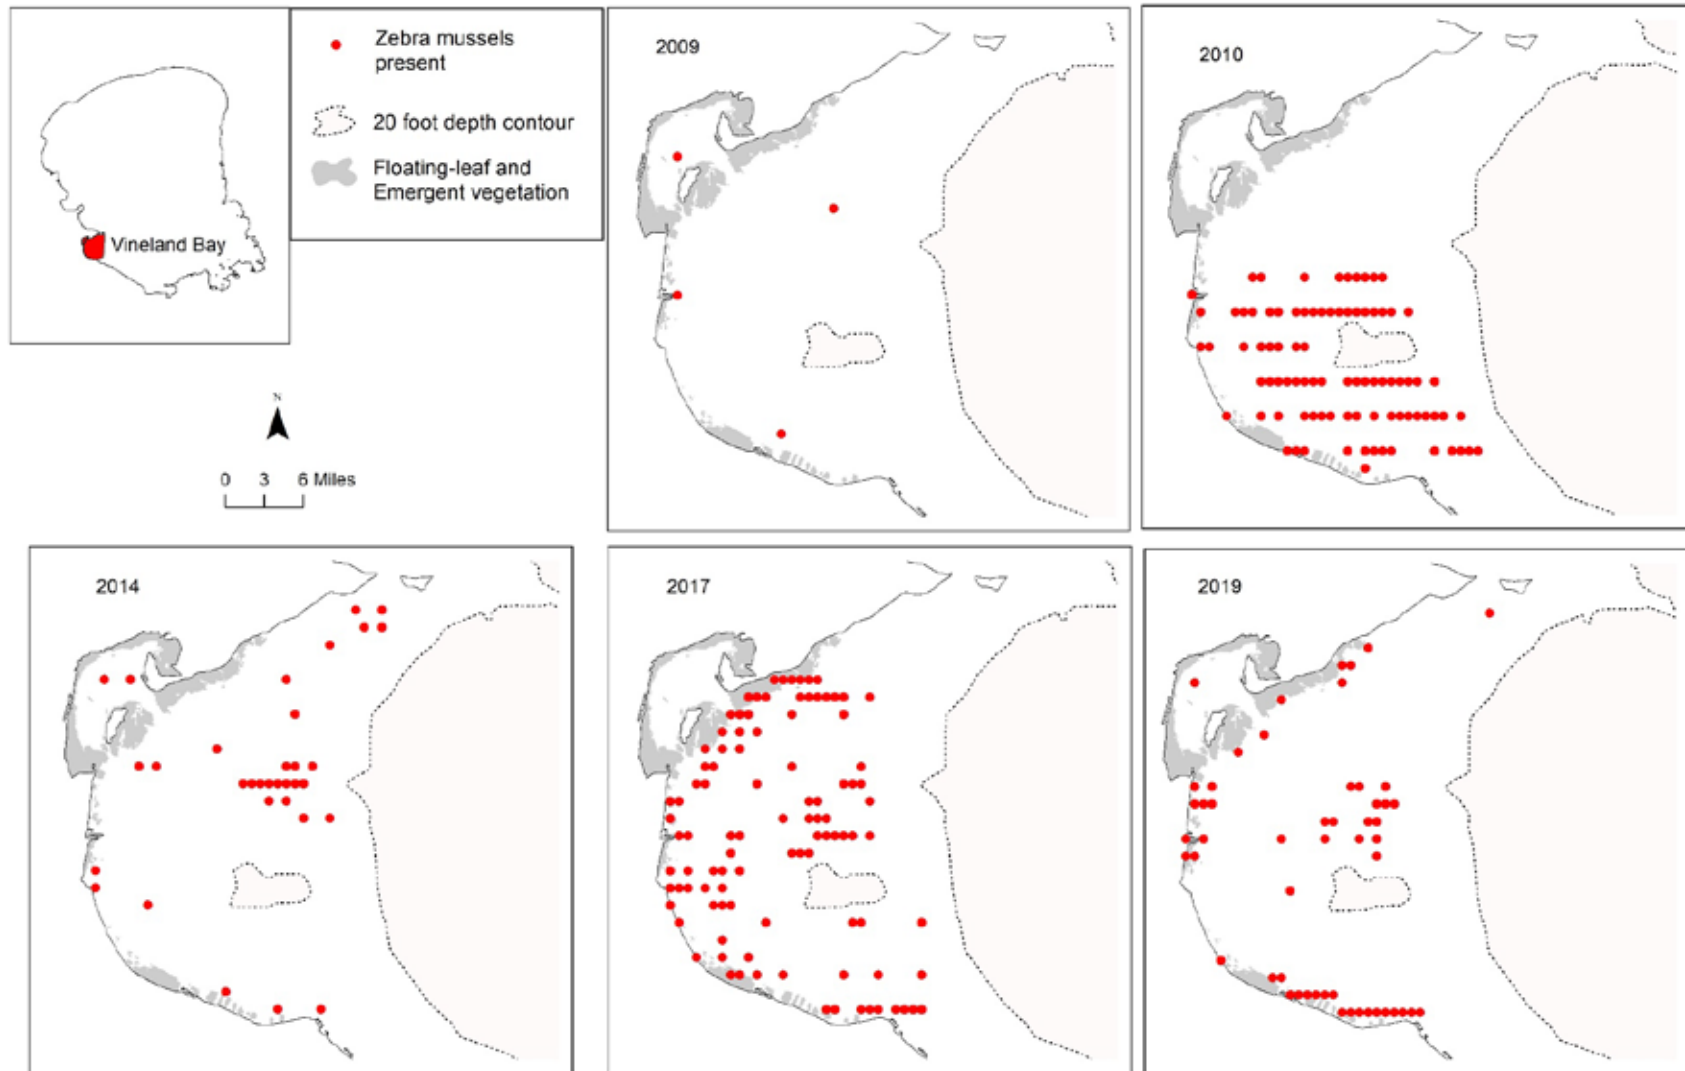 Zebra mussels
present
20 foot depth contour
Floating-leaf and
Emergent vegetation
Vineland Bay
N
0 3 6 Miles
2009
2010
2014
2017
2019